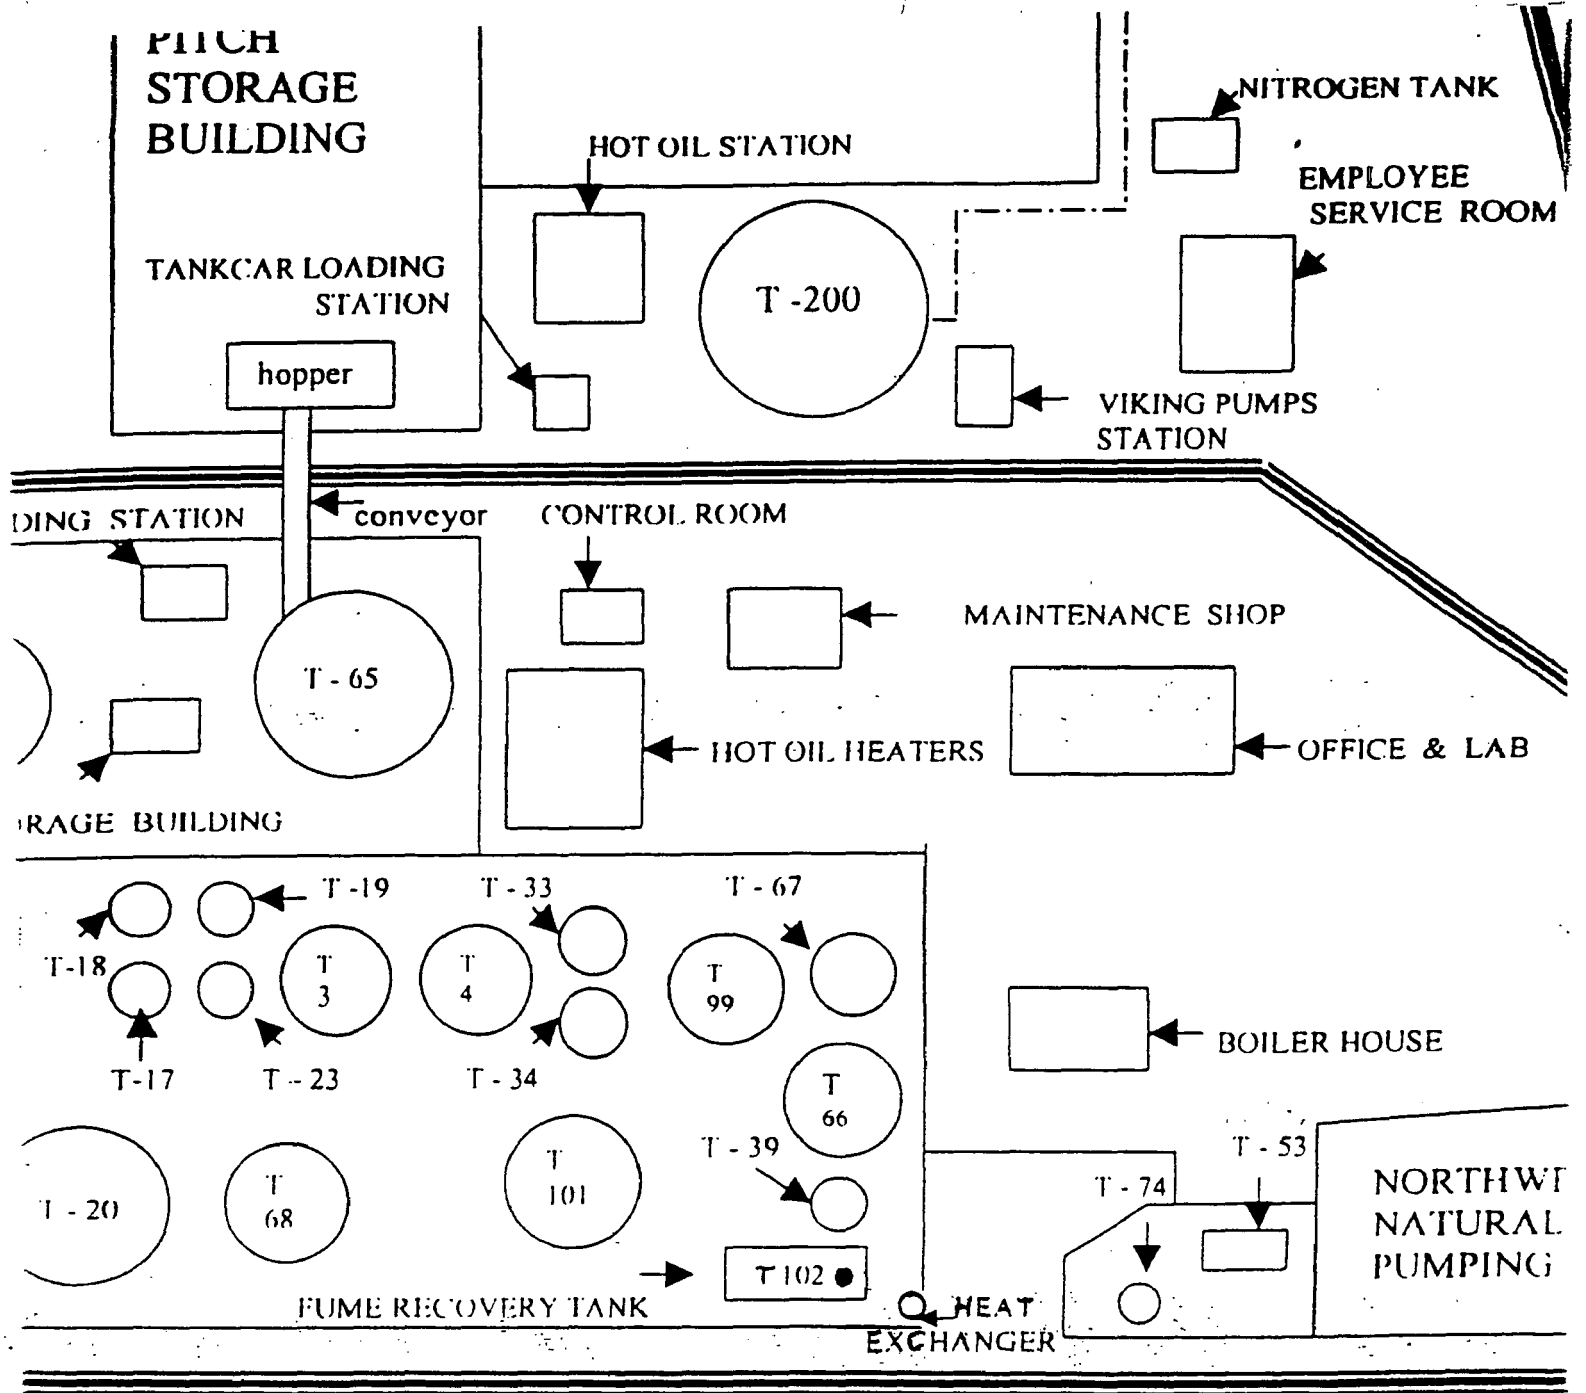 PITCH
STORAGE
BUILDING
NITROGEN TANK
HOT OIL STATION
EMPLOYEE
SERVICE ROOM
TANKCAR LOADING
STATION
T -200
hopper
VIKING PUMPS
STATION
DING STATION
conveyor
CONTROL ROOM
MAINTENANCE SHOP
T - 65
HOT OIL HEATERS
OFFICE & LAB
RAGE BUILDING
T -19
T - 33
T - 67
T-18
T
3
T
4
T
99
T-17
T - 23
T - 34
BOILER HOUSE
T
66
T - 39
T - 53
T - 74
T - 20
T
68
T
101
NORTHWE
NATURAL
PUMPING
T 102
FUME RECOVERY TANK
HEAT
EXCHANGER